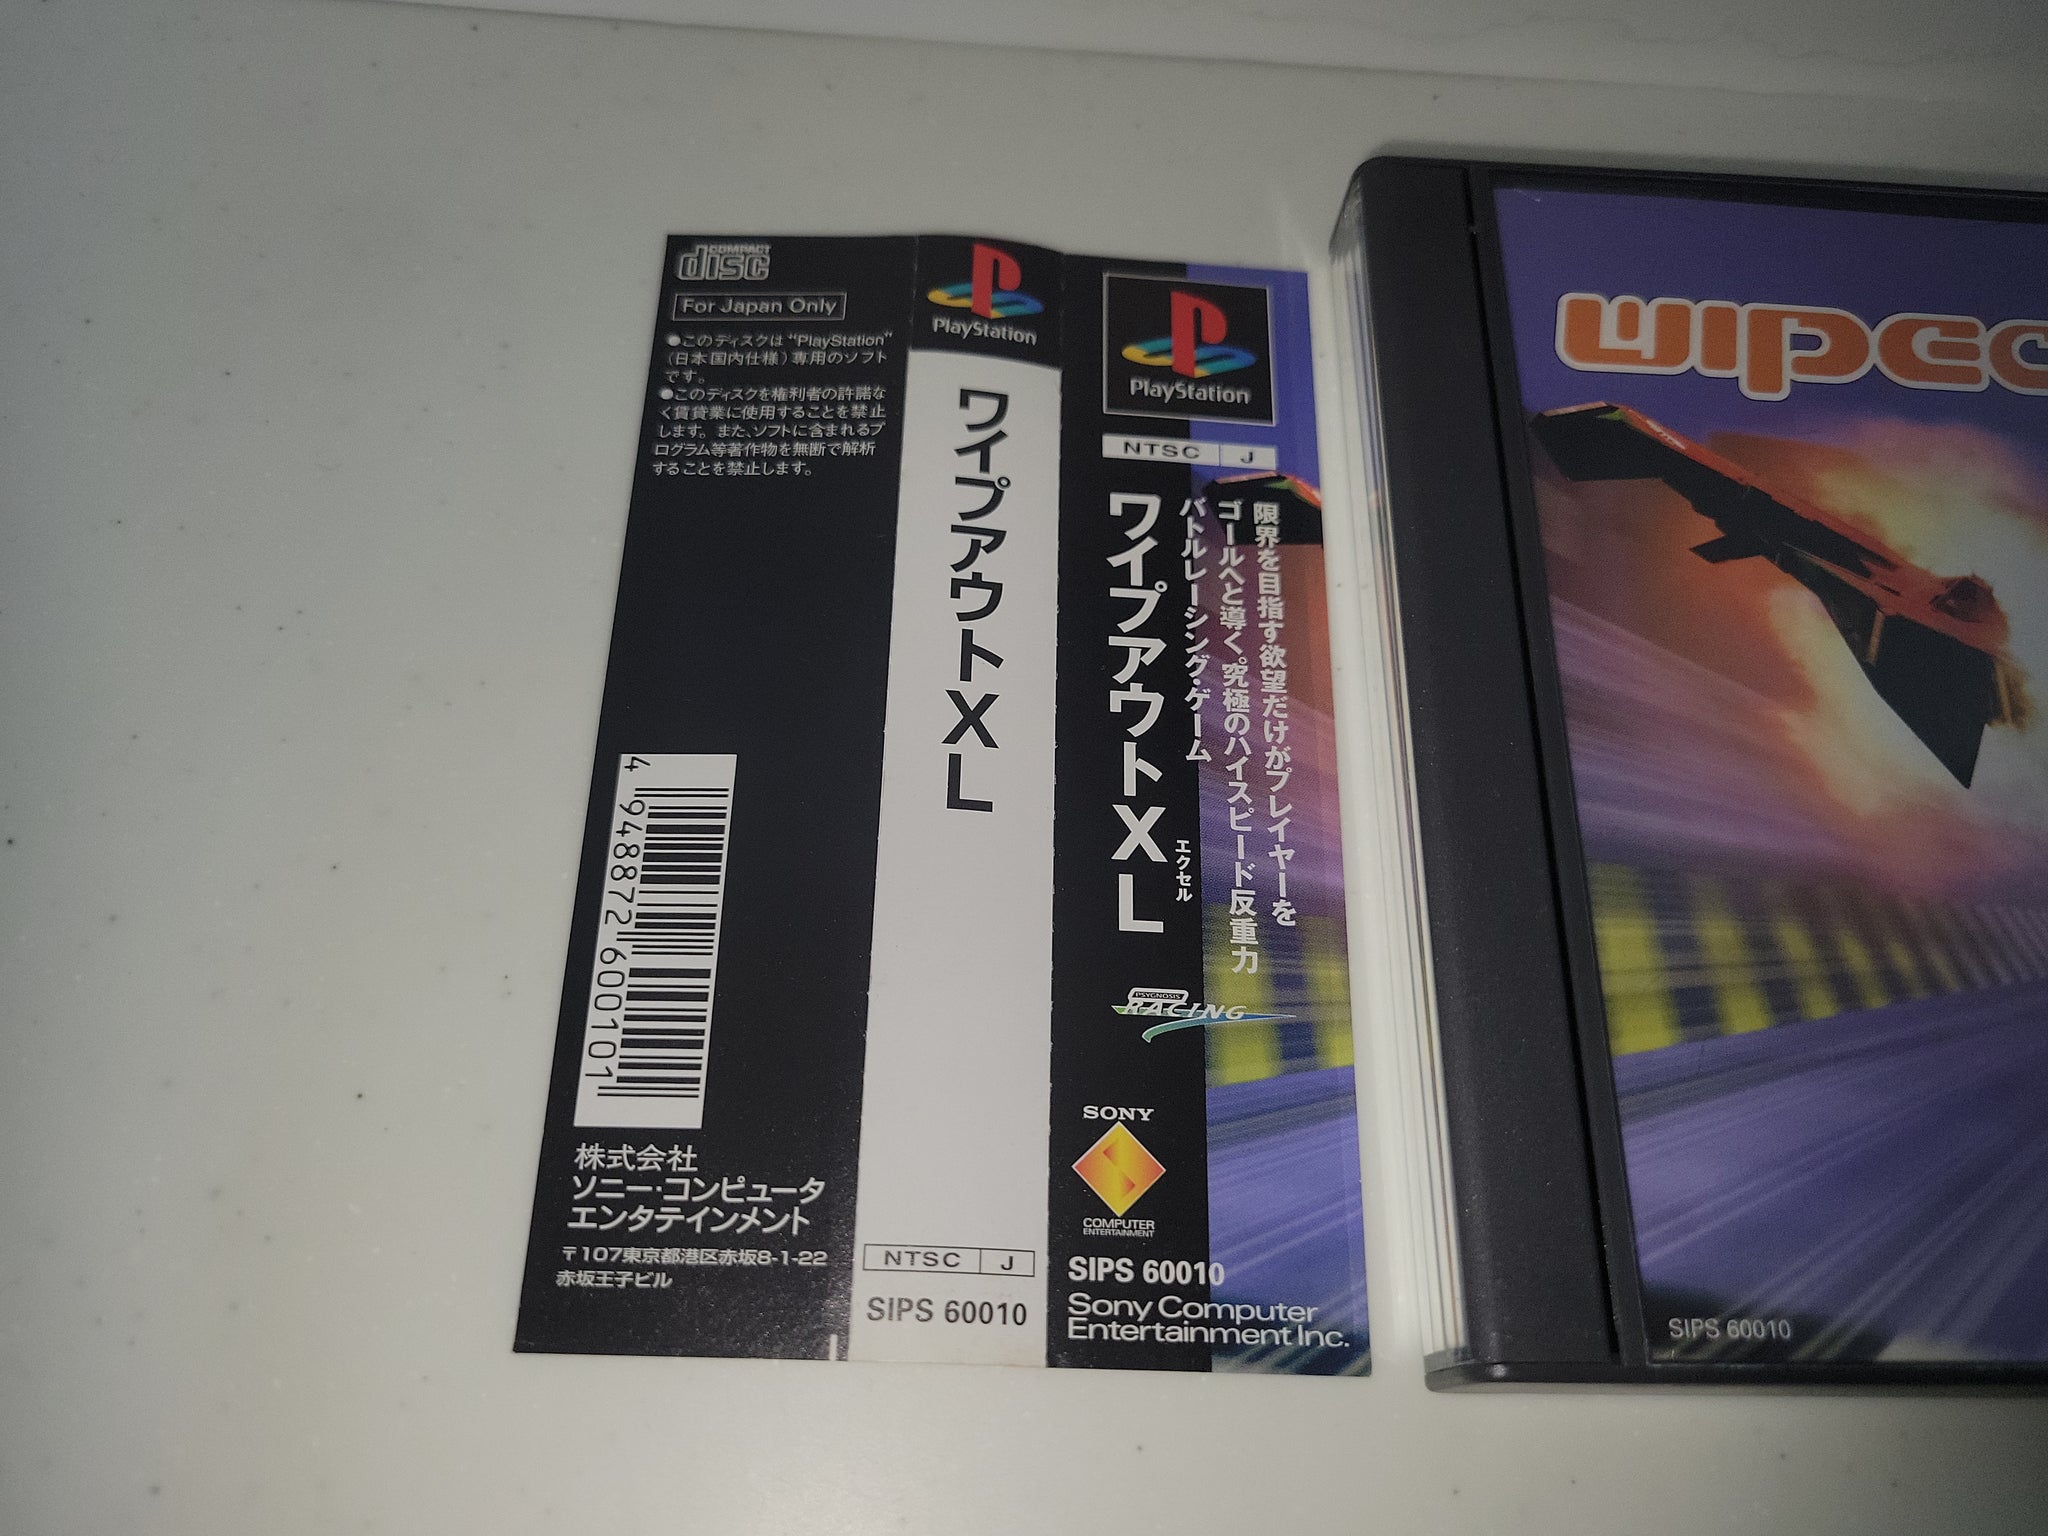 COMPACT
disc
For Japan Only
●このディスクは“PlayStation”
(日本国内仕様)専用のソフト
です。
●このディスクを権利者の許諾な
く賃貸業に使用することを禁止
します。また、ソフトに含まれるプ
ログラム等著作物を無断で解析
することを禁止します。
4 948872 600101
株式会社
ソニー・コンピュータ
エンタテインメント
〒107東京都港区赤坂8-1-22
赤坂王子ビル
PlayStation
ワイプアウトXL
NTSC J
SIPS 60010
PlayStation
NTSC J
限界を目指す欲望だけがプレイヤーを
ゴールへと導く。究極のハイスピード反重力
バトルレーシング・ゲーム
ワイプアウトXL
エクセル
PSYGNOSIS
RACING
SONY
COMPUTER
ENTERTAINMENT
SIPS 60010
Sony Computer
Entertainment Inc.
wipeo
SIPS 60010